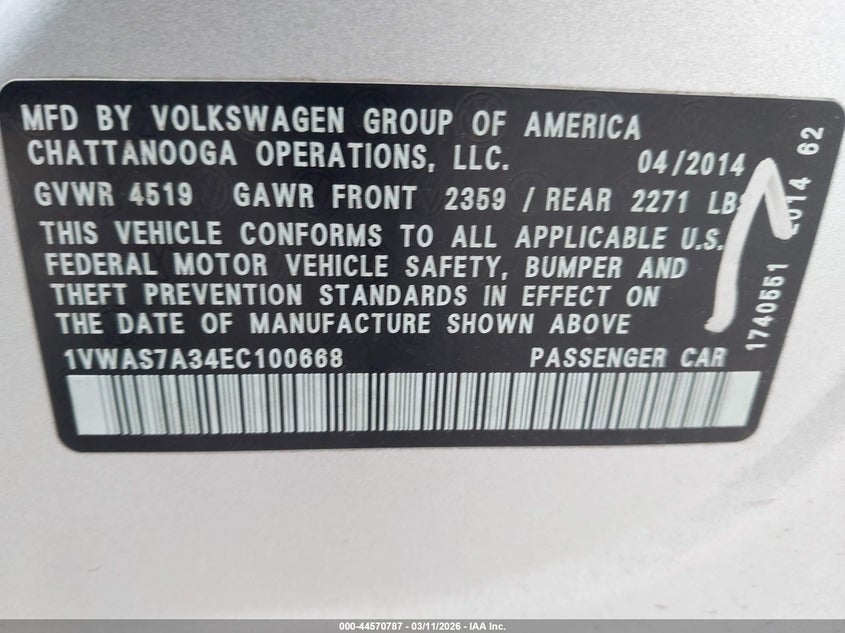 MFD BY VOLKSWAGEN GROUP OF AMERICA
CHATTANOOGA OPERATIONS, LLC. 04/2014
GVWR 4519 GAWR FRONT 2359 / REAR 2271 LBS
THIS VEHICLE CONFORMS TO ALL APPLICABLE U.S.
FEDERAL MOTOR VEHICLE SAFETY, BUMPER AND
THEFT PREVENTION STANDARDS IN EFFECT ON
THE DATE OF MANUFACTURE SHOWN ABOVE
1VWAS7A34EC100668 PASSENGER CAR
1740551 2014 62
000-44570787 - 03/11/2026 - IAA Inc.